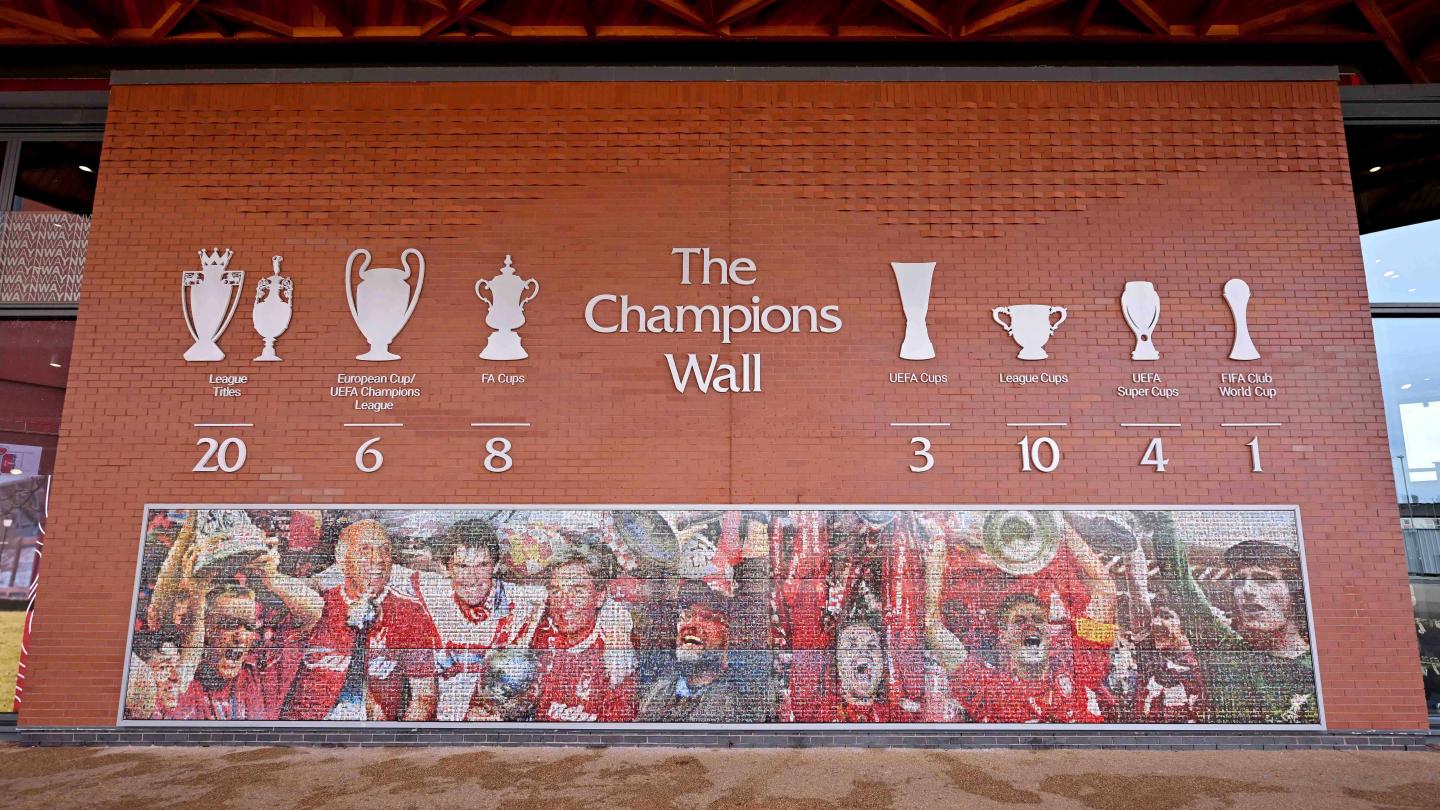 The
Champions
Wall
League
Titles
20
European Cup/
UEFA Champions
League
6
FA Cups
8
UEFA Cups
3
League Cups
10
UEFA
Super Cups
4
FIFA Club
World Cup
1
YNWA